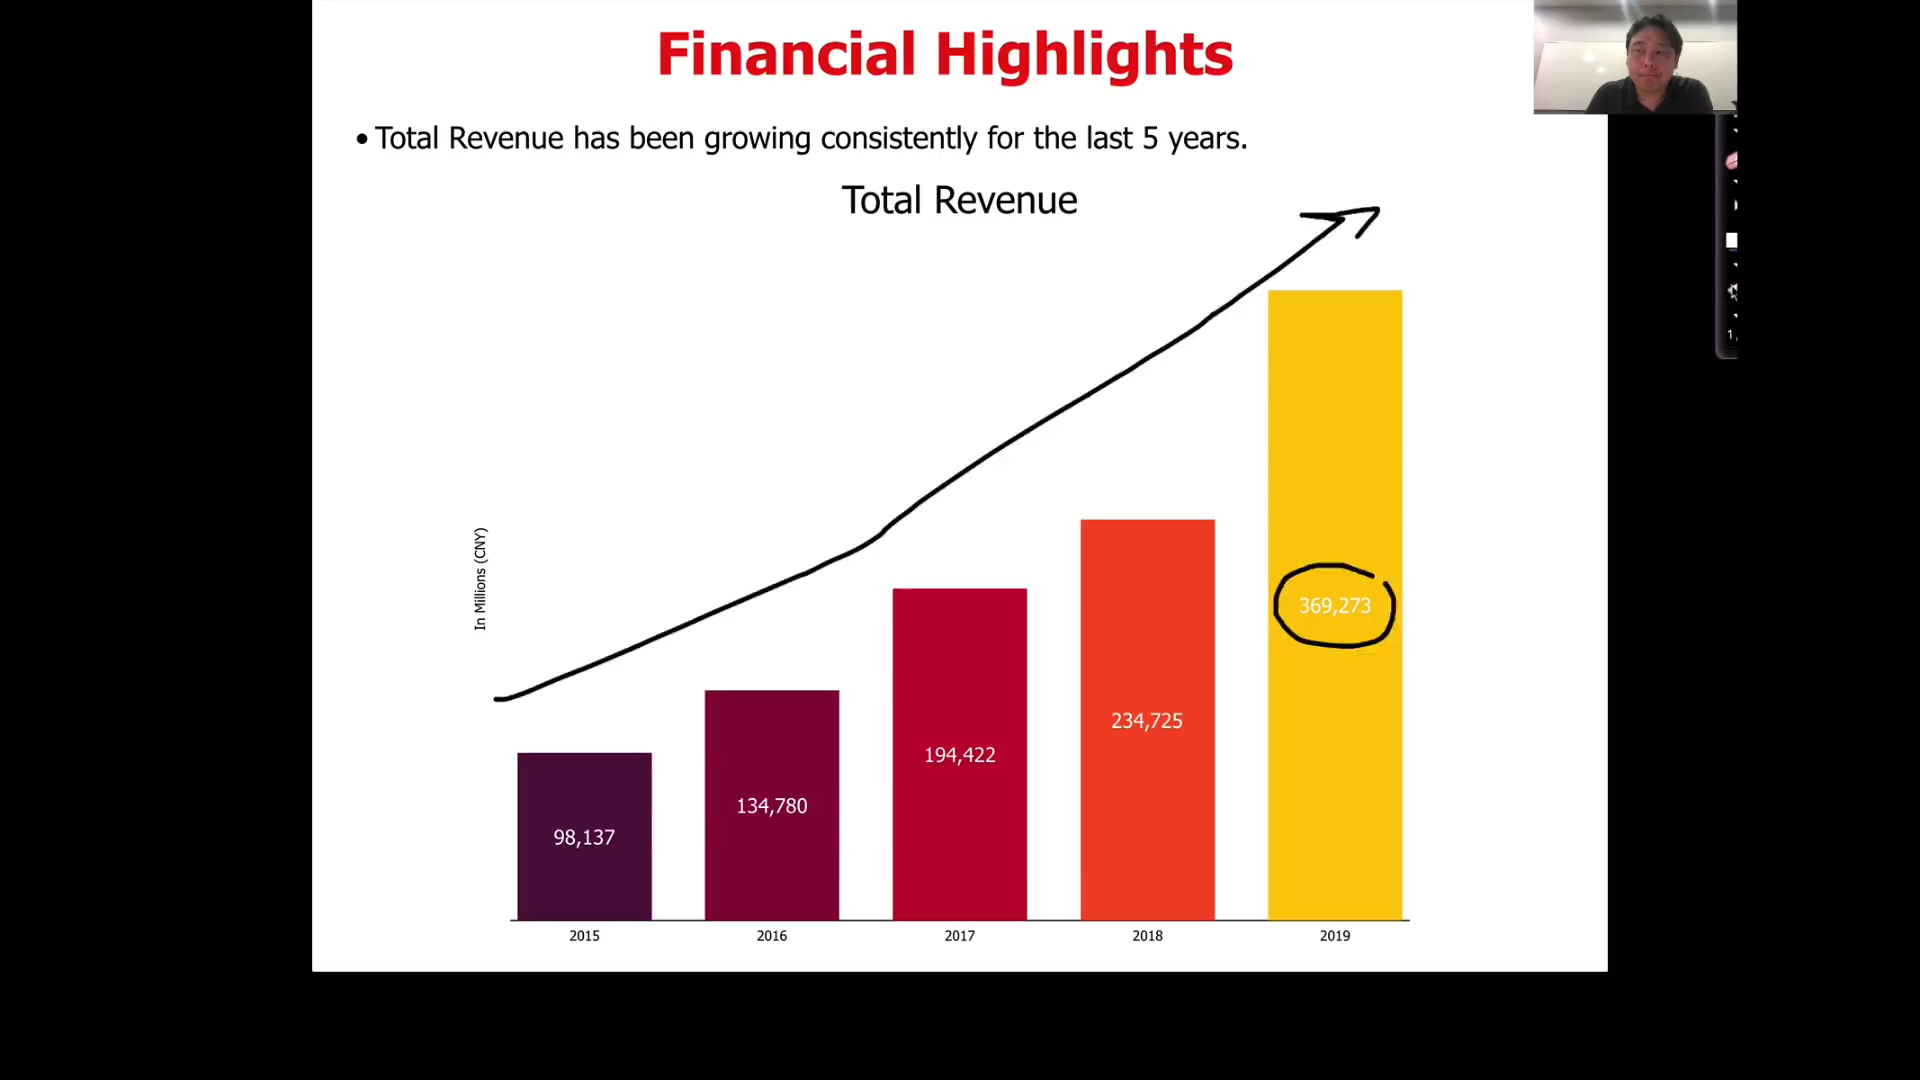 Financial Highlights
• Total Revenue has been growing consistently for the last 5 years.
Total Revenue
In Millions (CNY)
98,137
134,780
194,422
234,725
369,273
2015
2016
2017
2018
2019
1